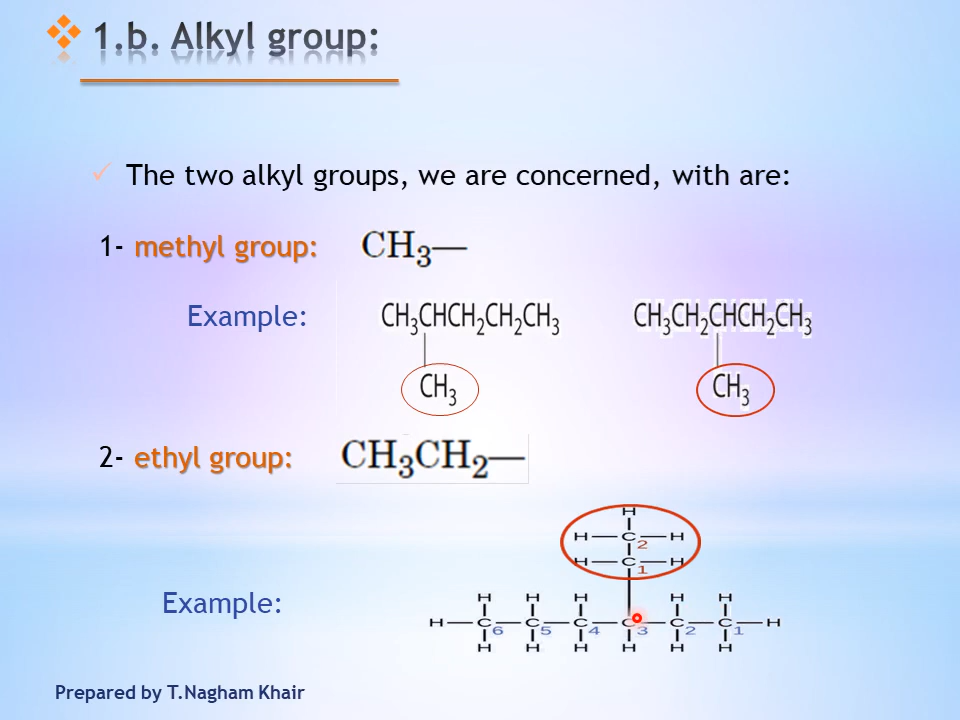 1.b. Alkyl group:
The two alkyl groups, we are concerned, with are:
1- methyl group: CH₃—
Example: CH₃CHCH₂CH₂CH₃ CH₃CH₂CHCH₂CH₃
CH₃ CH₃
2- ethyl group: CH₃CH₂—
H
H—C—H
2
H—C—H
1
Example:
H H H H H
H—C—C—C—C—C—C—H
6 5 4 3 2 1
H H H H H H
Prepared by T.Nagham Khair